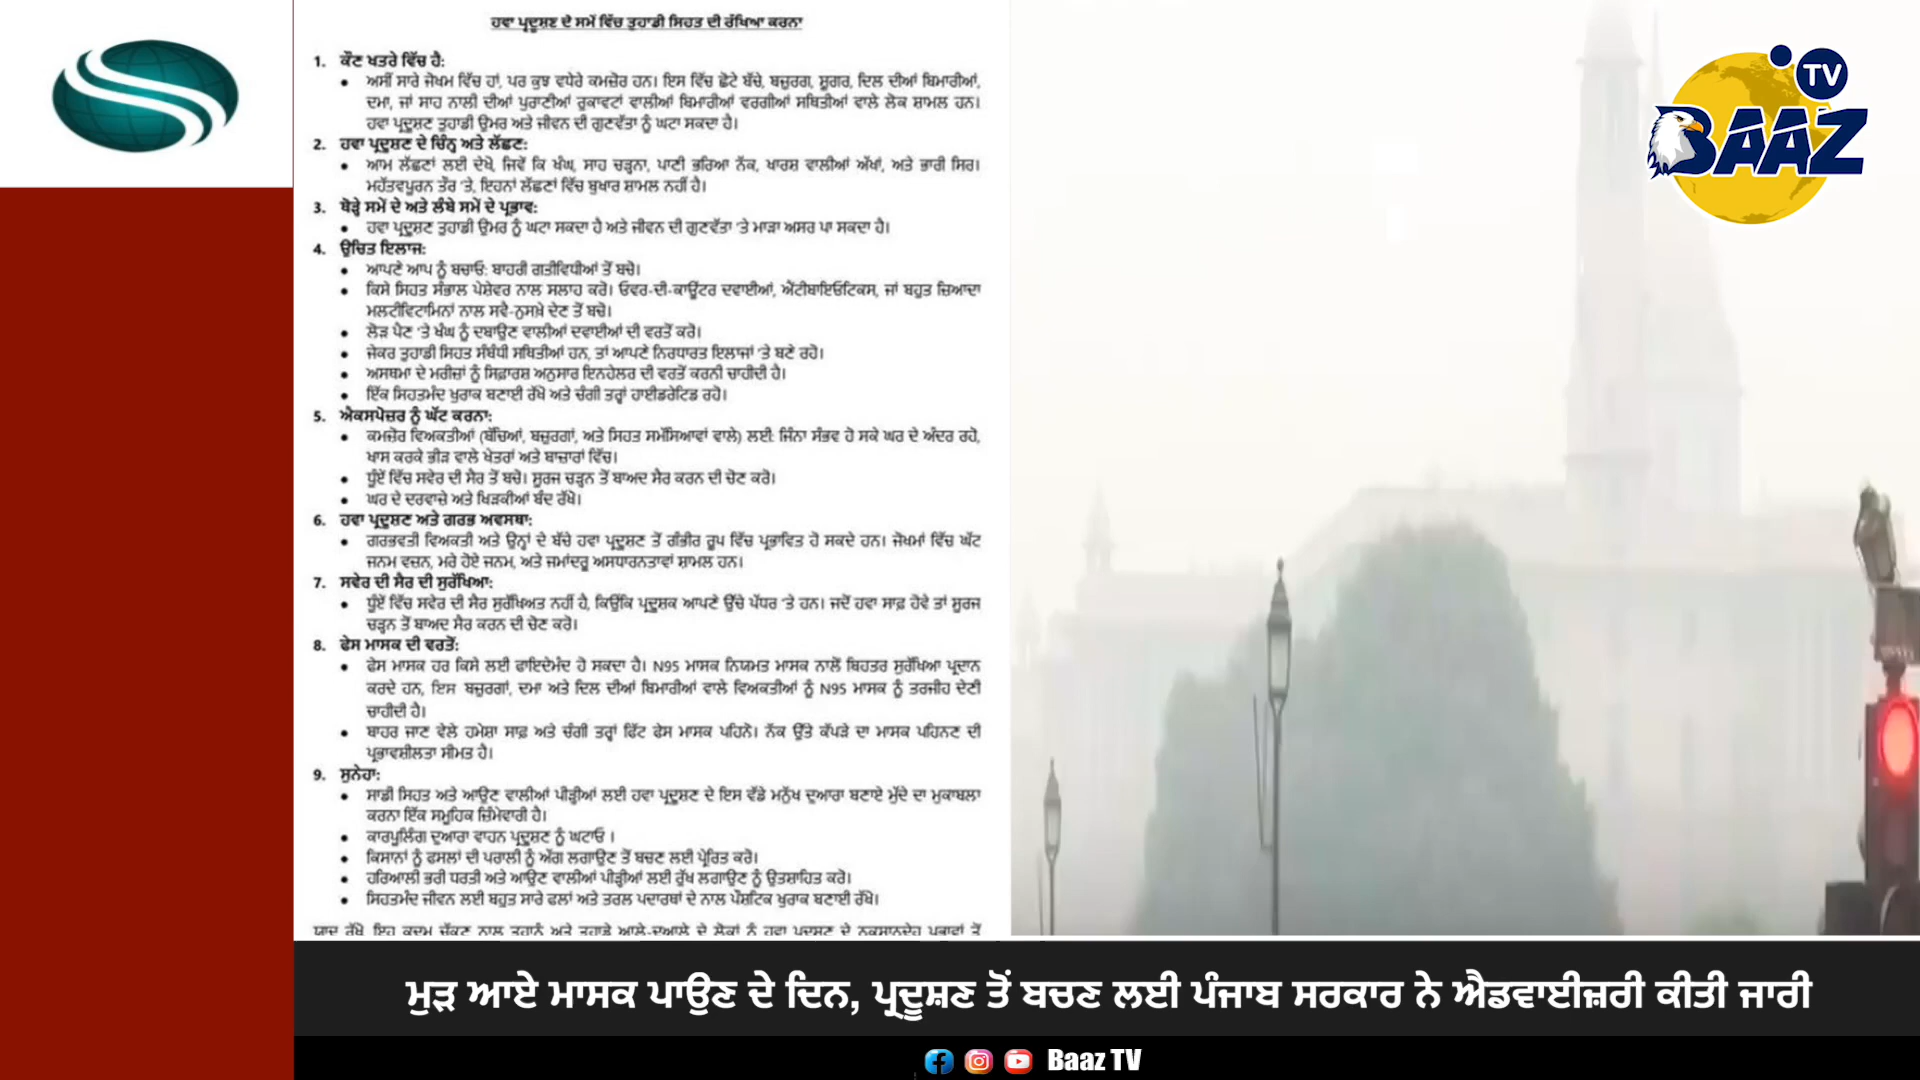 ਹਵਾ ਪ੍ਰਦੂਸ਼ਣ ਦੇ ਸਮੇਂ ਵਿੱਚ ਤੁਹਾਡੀ ਸਿਹਤ ਦੀ ਰੱਖਿਆ ਕਰਨਾ
1. ਕੌਣ ਖਤਰੇ ਵਿੱਚ ਹੈ:
• ਅਸੀਂ ਸਾਰੇ ਜੋਖਮ ਵਿੱਚ ਹਾਂ, ਪਰ ਕੁਝ ਵਧੇਰੇ ਕਮਜ਼ੋਰ ਹਨ। ਇਸ ਵਿੱਚ ਛੋਟੇ ਬੱਚੇ, ਬਜ਼ੁਰਗ, ਸ਼ੂਗਰ, ਦਿਲ ਦੀਆਂ ਬਿਮਾਰੀਆਂ,
ਦਮਾ, ਜਾਂ ਸਾਹ ਨਾਲੀ ਦੀਆਂ ਪੁਰਾਣੀਆਂ ਰੁਕਾਵਟਾਂ ਵਾਲੀਆਂ ਬਿਮਾਰੀਆਂ ਵਰਗੀਆਂ ਸਥਿਤੀਆਂ ਵਾਲੇ ਲੋਕ ਸ਼ਾਮਲ ਹਨ।
ਹਵਾ ਪ੍ਰਦੂਸ਼ਣ ਤੁਹਾਡੀ ਉਮਰ ਅਤੇ ਜੀਵਨ ਦੀ ਗੁਣਵੱਤਾ ਨੂੰ ਘਟਾ ਸਕਦਾ ਹੈ।
2. ਹਵਾ ਪ੍ਰਦੂਸ਼ਣ ਦੇ ਚਿੰਨ੍ਹ ਅਤੇ ਲੱਛਣ:
• ਆਮ ਲੱਛਣਾਂ ਲਈ ਦੇਖੋ, ਜਿਵੇਂ ਕਿ ਖੰਘ, ਸਾਹ ਚੜ੍ਹਨਾ, ਪਾਣੀ ਭਰਿਆ ਨੱਕ, ਖਾਰਸ਼ ਵਾਲੀਆਂ ਅੱਖਾਂ, ਅਤੇ ਭਾਰੀ ਸਿਰ।
ਮਹੱਤਵਪੂਰਨ ਤੌਰ 'ਤੇ, ਇਹਨਾਂ ਲੱਛਣਾਂ ਵਿੱਚ ਬੁਖਾਰ ਸ਼ਾਮਲ ਨਹੀਂ ਹੈ।
3. ਥੋੜ੍ਹੇ ਸਮੇਂ ਦੇ ਅਤੇ ਲੰਬੇ ਸਮੇਂ ਦੇ ਪ੍ਰਭਾਵ:
• ਹਵਾ ਪ੍ਰਦੂਸ਼ਣ ਤੁਹਾਡੀ ਉਮਰ ਨੂੰ ਘਟਾ ਸਕਦਾ ਹੈ ਅਤੇ ਜੀਵਨ ਦੀ ਗੁਣਵੱਤਾ 'ਤੇ ਮਾੜਾ ਅਸਰ ਪਾ ਸਕਦਾ ਹੈ।
4. ਉਚਿਤ ਇਲਾਜ:
• ਆਪਣੇ ਆਪ ਨੂੰ ਬਚਾਓ: ਬਾਹਰੀ ਗਤੀਵਿਧੀਆਂ ਤੋਂ ਬਚੋ।
• ਕਿਸੇ ਸਿਹਤ ਸੰਭਾਲ ਪੇਸ਼ੇਵਰ ਨਾਲ ਸਲਾਹ ਕਰੋ। ਓਵਰ-ਦੀ-ਕਾਊਂਟਰ ਦਵਾਈਆਂ, ਐਂਟੀਬਾਇਓਟਿਕਸ, ਜਾਂ ਬਹੁਤ ਜ਼ਿਆਦਾ
ਮਲਟੀਵਿਟਾਮਿਨਾਂ ਨਾਲ ਸਵੈ-ਨੁਸਖ਼ੇ ਦੇਣ ਤੋਂ ਬਚੋ।
• ਲੋੜ ਪੈਣ 'ਤੇ ਖੰਘ ਨੂੰ ਦਬਾਉਣ ਵਾਲੀਆਂ ਦਵਾਈਆਂ ਦੀ ਵਰਤੋਂ ਕਰੋ।
• ਜੇਕਰ ਤੁਹਾਡੀ ਸਿਹਤ ਸੰਬੰਧੀ ਸਥਿਤੀਆਂ ਹਨ, ਤਾਂ ਆਪਣੇ ਨਿਰਧਾਰਤ ਇਲਾਜਾਂ 'ਤੇ ਬਣੇ ਰਹੋ।
• ਅਸਥਮਾ ਦੇ ਮਰੀਜ਼ਾਂ ਨੂੰ ਸਿਫ਼ਾਰਸ਼ ਅਨੁਸਾਰ ਇਨਹੇਲਰ ਦੀ ਵਰਤੋਂ ਕਰਨੀ ਚਾਹੀਦੀ ਹੈ।
• ਇੱਕ ਸਿਹਤਮੰਦ ਖੁਰਾਕ ਬਣਾਈ ਰੱਖੋ ਅਤੇ ਚੰਗੀ ਤਰ੍ਹਾਂ ਹਾਈਡਰੇਟਿਡ ਰਹੋ।
5. ਐਕਸਪੋਜ਼ਰ ਨੂੰ ਘੱਟ ਕਰਨਾ:
• ਕਮਜ਼ੋਰ ਵਿਅਕਤੀਆਂ (ਬੱਚਿਆਂ, ਬਜ਼ੁਰਗਾਂ, ਅਤੇ ਸਿਹਤ ਸਮੱਸਿਆਵਾਂ ਵਾਲੇ) ਲਈ: ਜਿੰਨਾ ਸੰਭਵ ਹੋ ਸਕੇ ਘਰ ਦੇ ਅੰਦਰ ਰਹੋ,
ਖਾਸ ਕਰਕੇ ਭੀੜ ਵਾਲੇ ਖੇਤਰਾਂ ਅਤੇ ਬਾਜ਼ਾਰਾਂ ਵਿੱਚ।
• ਧੂੰਏਂ ਵਿੱਚ ਸਵੇਰ ਦੀ ਸੈਰ ਤੋਂ ਬਚੋ। ਸੂਰਜ ਚੜ੍ਹਨ ਤੋਂ ਬਾਅਦ ਸੈਰ ਕਰਨ ਦੀ ਚੋਣ ਕਰੋ।
• ਘਰ ਦੇ ਦਰਵਾਜ਼ੇ ਅਤੇ ਖਿੜਕੀਆਂ ਬੰਦ ਰੱਖੋ।
6. ਹਵਾ ਪ੍ਰਦੂਸ਼ਣ ਅਤੇ ਗਰਭ ਅਵਸਥਾ:
• ਗਰਭਵਤੀ ਵਿਅਕਤੀ ਅਤੇ ਉਨ੍ਹਾਂ ਦੇ ਬੱਚੇ ਹਵਾ ਪ੍ਰਦੂਸ਼ਣ ਤੋਂ ਗੰਭੀਰ ਰੂਪ ਵਿੱਚ ਪ੍ਰਭਾਵਿਤ ਹੋ ਸਕਦੇ ਹਨ। ਜੋਖਮਾਂ ਵਿੱਚ ਘੱਟ
ਜਨਮ ਵਜ਼ਨ, ਮਰੇ ਹੋਏ ਜਨਮ, ਅਤੇ ਜਮਾਂਦਰੂ ਅਸਧਾਰਨਤਾਵਾਂ ਸ਼ਾਮਲ ਹਨ।
7. ਸਵੇਰ ਦੀ ਸੈਰ ਦੀ ਸੁਰੱਖਿਆ:
• ਧੂੰਏਂ ਵਿੱਚ ਸਵੇਰ ਦੀ ਸੈਰ ਸੁਰੱਖਿਅਤ ਨਹੀਂ ਹੈ, ਕਿਉਂਕਿ ਪ੍ਰਦੂਸ਼ਕ ਆਪਣੇ ਉੱਚੇ ਪੱਧਰ 'ਤੇ ਹਨ। ਜਦੋਂ ਹਵਾ ਸਾਫ਼ ਹੋਵੇ ਤਾਂ ਸੂਰਜ
ਚੜ੍ਹਨ ਤੋਂ ਬਾਅਦ ਸੈਰ ਕਰਨ ਦੀ ਚੋਣ ਕਰੋ।
8. ਫੇਸ ਮਾਸਕ ਦੀ ਵਰਤੋਂ:
• ਫੇਸ ਮਾਸਕ ਹਰ ਕਿਸੇ ਲਈ ਫਾਇਦੇਮੰਦ ਹੋ ਸਕਦਾ ਹੈ। N95 ਮਾਸਕ ਨਿਯਮਤ ਮਾਸਕ ਨਾਲੋਂ ਬਿਹਤਰ ਸੁਰੱਖਿਆ ਪ੍ਰਦਾਨ
ਕਰਦੇ ਹਨ, ਇਸ ਬਜ਼ੁਰਗਾਂ, ਦਮਾ ਅਤੇ ਦਿਲ ਦੀਆਂ ਬਿਮਾਰੀਆਂ ਵਾਲੇ ਵਿਅਕਤੀਆਂ ਨੂੰ N95 ਮਾਸਕ ਨੂੰ ਤਰਜੀਹ ਦੇਣੀ
ਚਾਹੀਦੀ ਹੈ।
• ਬਾਹਰ ਜਾਣ ਵੇਲੇ ਹਮੇਸ਼ਾ ਸਾਫ਼ ਅਤੇ ਚੰਗੀ ਤਰ੍ਹਾਂ ਫਿੱਟ ਫੇਸ ਮਾਸਕ ਪਹਿਨੋ। ਨੱਕ ਉੱਤੇ ਕੱਪੜੇ ਦਾ ਮਾਸਕ ਪਹਿਨਣ ਦੀ
ਪ੍ਰਭਾਵਸ਼ੀਲਤਾ ਸੀਮਤ ਹੈ।
9. ਸੁਨੇਹਾ:
• ਸਾਡੀ ਸਿਹਤ ਅਤੇ ਆਉਣ ਵਾਲੀਆਂ ਪੀੜ੍ਹੀਆਂ ਲਈ ਹਵਾ ਪ੍ਰਦੂਸ਼ਣ ਦੇ ਇਸ ਵੱਡੇ ਮਨੁੱਖ ਦੁਆਰਾ ਬਣਾਏ ਮੁੱਦੇ ਦਾ ਮੁਕਾਬਲਾ
ਕਰਨਾ ਇੱਕ ਸਮੂਹਿਕ ਜ਼ਿੰਮੇਵਾਰੀ ਹੈ।
• ਕਾਰਪੂਲਿੰਗ ਦੁਆਰਾ ਵਾਹਨ ਪ੍ਰਦੂਸ਼ਣ ਨੂੰ ਘਟਾਓ ।
• ਕਿਸਾਨਾਂ ਨੂੰ ਫਸਲਾਂ ਦੀ ਪਰਾਲੀ ਨੂੰ ਅੱਗ ਲਗਾਉਣ ਤੋਂ ਬਚਣ ਲਈ ਪ੍ਰੇਰਿਤ ਕਰੋ।
• ਹਰਿਆਲੀ ਭਰੀ ਧਰਤੀ ਅਤੇ ਆਉਣ ਵਾਲੀਆਂ ਪੀੜ੍ਹੀਆਂ ਲਈ ਰੁੱਖ ਲਗਾਉਣ ਨੂੰ ਉਤਸ਼ਾਹਿਤ ਕਰੋ।
• ਸਿਹਤਮੰਦ ਜੀਵਨ ਲਈ ਬਹੁਤ ਸਾਰੇ ਫਲਾਂ ਅਤੇ ਤਰਲ ਪਦਾਰਥਾਂ ਦੇ ਨਾਲ ਪੌਸ਼ਟਿਕ ਖੁਰਾਕ ਬਣਾਈ ਰੱਖੋ।
ਯਾਦ ਰੱਖੋ, ਇਹ ਕਦਮ ਚੁੱਕਣ ਨਾਲ ਤੁਹਾਨੂੰ ਅਤੇ ਤੁਹਾਡੇ ਆਲੇ-ਦੁਆਲੇ ਦੇ ਲੋਕਾਂ ਨੂੰ ਹਵਾ ਪ੍ਰਦੂਸ਼ਣ ਦੇ ਨੁਕਸਾਨਦੇਹ ਪ੍ਰਭਾਵਾਂ ਤੋਂ
TV
BAAZ
ਮੁੜ ਆਏ ਮਾਸਕ ਪਾਉਣ ਦੇ ਦਿਨ, ਪ੍ਰਦੂਸ਼ਣ ਤੋਂ ਬਚਣ ਲਈ ਪੰਜਾਬ ਸਰਕਾਰ ਨੇ ਐਡਵਾਈਜ਼ਰੀ ਕੀਤੀ ਜਾਰੀ
Baaz TV